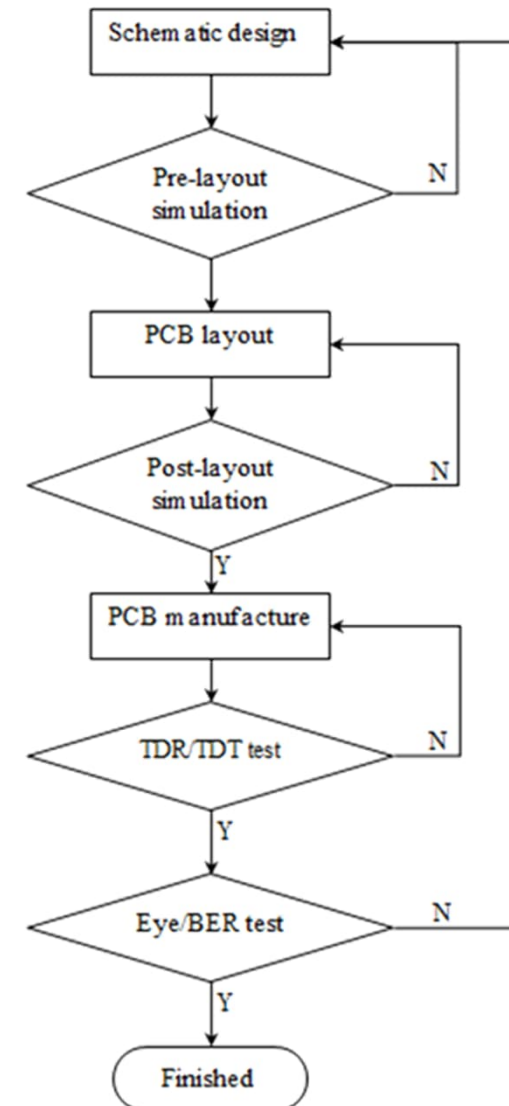 Schematic design
Pre-layout
simulation
N
PCB layout
Post-layout
simulation
N
Y
PCB manufacture
TDR/TDT test
N
Y
Eye/BER test
N
Y
Finished